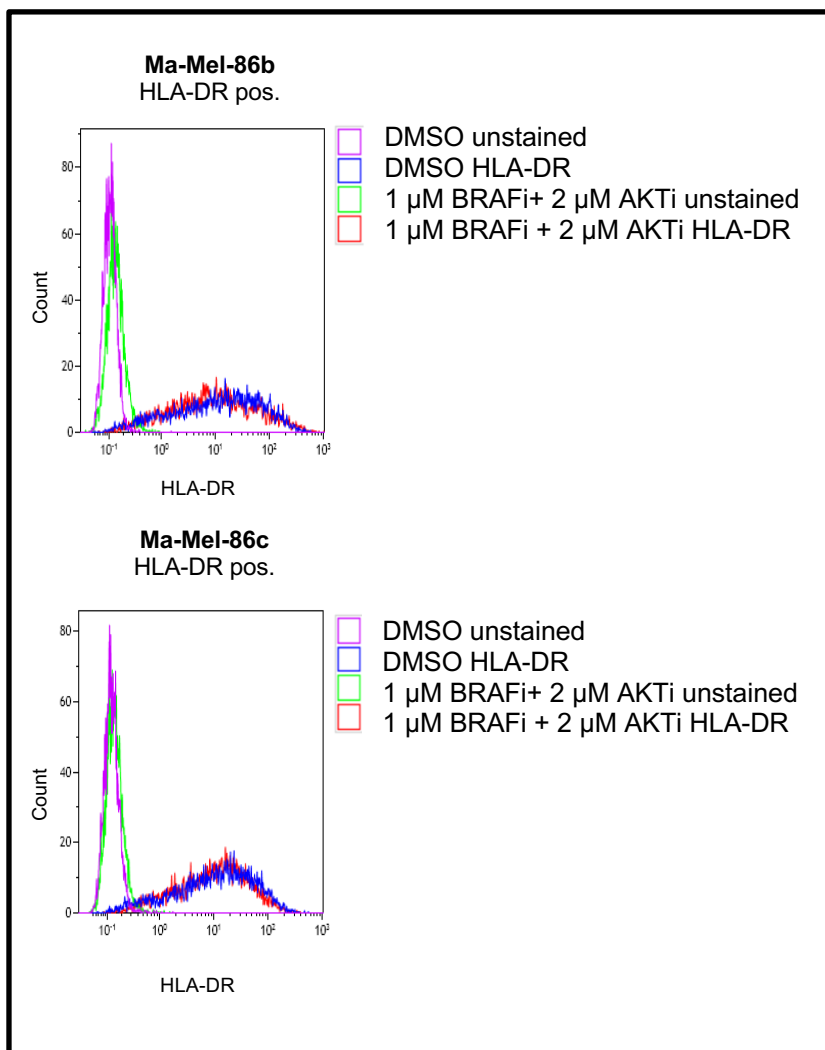 Ma-Mel-86b
HLA-DR pos.
DMSO unstained
DMSO HLA-DR
1 µM BRAFi+ 2 µM AKTi unstained
1 µM BRAFi + 2 µM AKTi HLA-DR
80
60
40
20
0
Count
10⁻¹ 10⁰ 10¹ 10² 10³
HLA-DR
Ma-Mel-86c
HLA-DR pos.
DMSO unstained
DMSO HLA-DR
1 µM BRAFi+ 2 µM AKTi unstained
1 µM BRAFi + 2 µM AKTi HLA-DR
80
60
40
20
0
Count
10⁻¹ 10⁰ 10¹ 10² 10³
HLA-DR